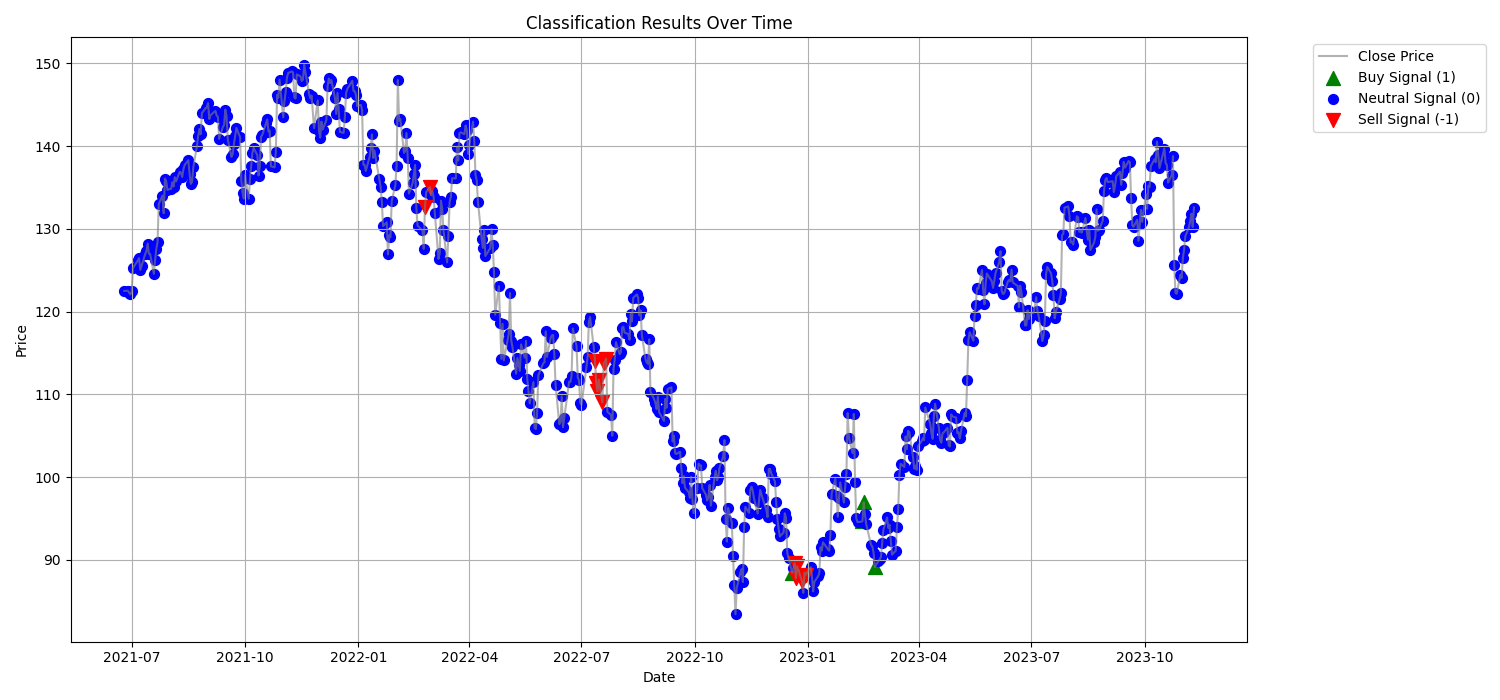 Classification Results Over Time
Close Price
Buy Signal (1)
Neutral Signal (0)
Sell Signal (-1)
Price
150
140
130
120
110
100
90
2021-07
2021-10
2022-01
2022-04
2022-07
2022-10
2023-01
2023-04
2023-07
2023-10
Date